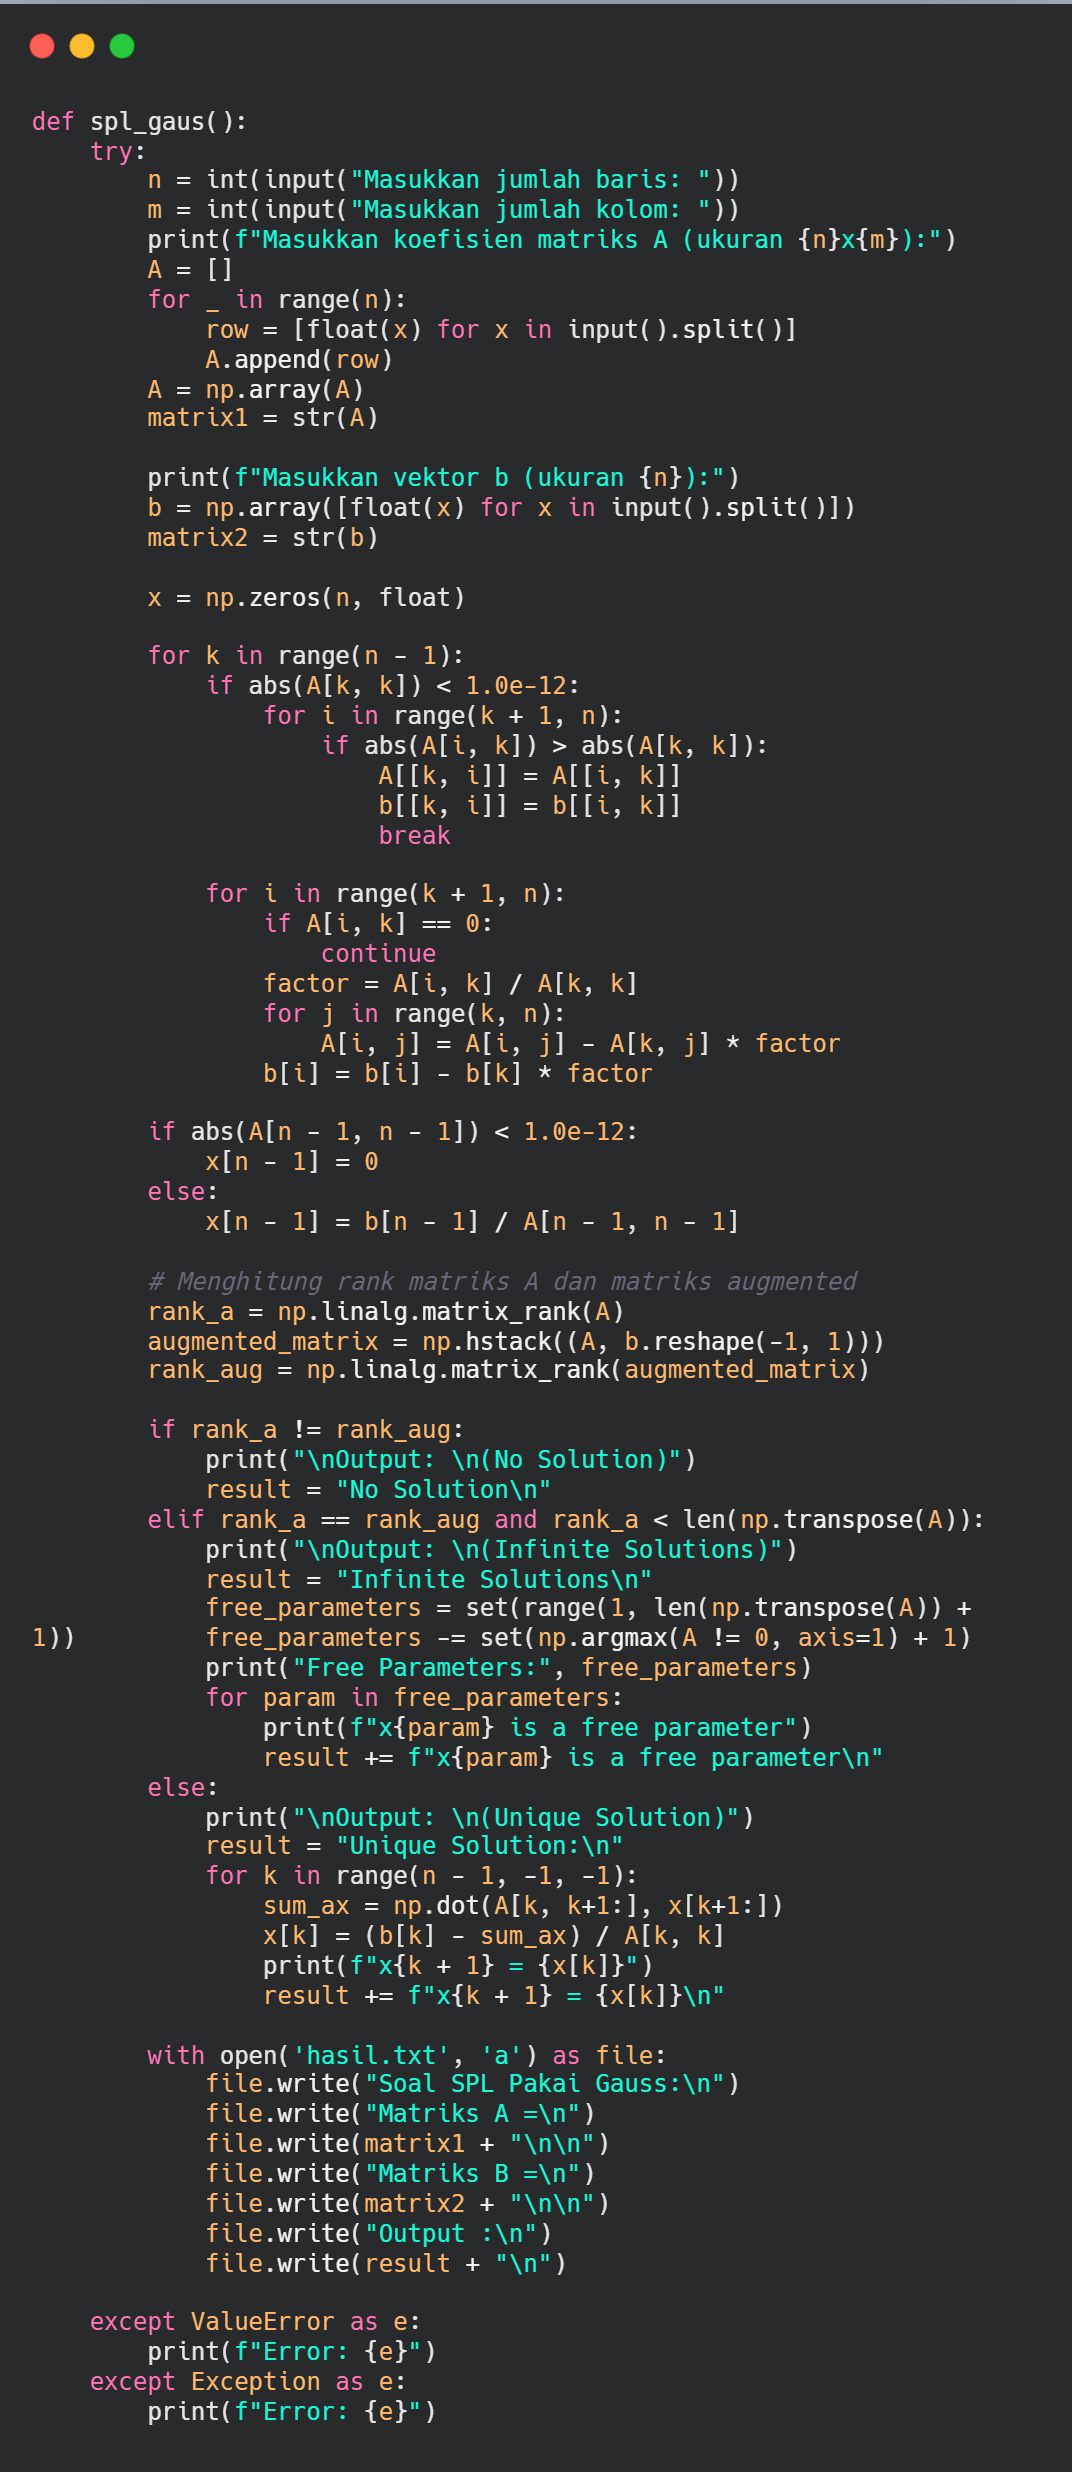 def spl_gaus():
    try:
        n = int(input("Masukkan jumlah baris: "))
        m = int(input("Masukkan jumlah kolom: "))
        print(f"Masukkan koefisien matriks A (ukuran {n}x{m}):")
        A = []
        for _ in range(n):
            row = [float(x) for x in input().split()]
            A.append(row)
        A = np.array(A)
        matrix1 = str(A)

        print(f"Masukkan vektor b (ukuran {n}):")
        b = np.array([float(x) for x in input().split()])
        matrix2 = str(b)

        x = np.zeros(n, float)

        for k in range(n - 1):
            if abs(A[k, k]) < 1.0e-12:
                for i in range(k + 1, n):
                    if abs(A[i, k]) > abs(A[k, k]):
                        A[[k, i]] = A[[i, k]]
                        b[[k, i]] = b[[i, k]]
                        break

            for i in range(k + 1, n):
                if A[i, k] == 0:
                    continue
                factor = A[i, k] / A[k, k]
                for j in range(k, n):
                    A[i, j] = A[i, j] - A[k, j] * factor
                b[i] = b[i] - b[k] * factor

        if abs(A[n - 1, n - 1]) < 1.0e-12:
            x[n - 1] = 0
        else:
            x[n - 1] = b[n - 1] / A[n - 1, n - 1]

        # Menghitung rank matriks A dan matriks augmented
        rank_a = np.linalg.matrix_rank(A)
        augmented_matrix = np.hstack((A, b.reshape(-1, 1)))
        rank_aug = np.linalg.matrix_rank(augmented_matrix)

        if rank_a != rank_aug:
            print("\nOutput: \n(No Solution)")
            result = "No Solution\n"
        elif rank_a == rank_aug and rank_a < len(np.transpose(A)):
            print("\nOutput: \n(Infinite Solutions)")
            result = "Infinite Solutions\n"
            free_parameters = set(range(1, len(np.transpose(A)) +
1))         free_parameters -= set(np.argmax(A != 0, axis=1) + 1)
            print("Free Parameters:", free_parameters)
            for param in free_parameters:
                print(f"x{param} is a free parameter")
                result += f"x{param} is a free parameter\n"
        else:
            print("\nOutput: \n(Unique Solution)")
            result = "Unique Solution:\n"
            for k in range(n - 1, -1, -1):
                sum_ax = np.dot(A[k, k+1:], x[k+1:])
                x[k] = (b[k] - sum_ax) / A[k, k]
                print(f"x{k + 1} = {x[k]}")
                result += f"x{k + 1} = {x[k]}\n"

        with open('hasil.txt', 'a') as file:
            file.write("Soal SPL Pakai Gauss:\n")
            file.write("Matriks A =\n")
            file.write(matrix1 + "\n\n")
            file.write("Matriks B =\n")
            file.write(matrix2 + "\n\n")
            file.write("Output :\n")
            file.write(result + "\n")

    except ValueError as e:
        print(f"Error: {e}")
    except Exception as e:
        print(f"Error: {e}")